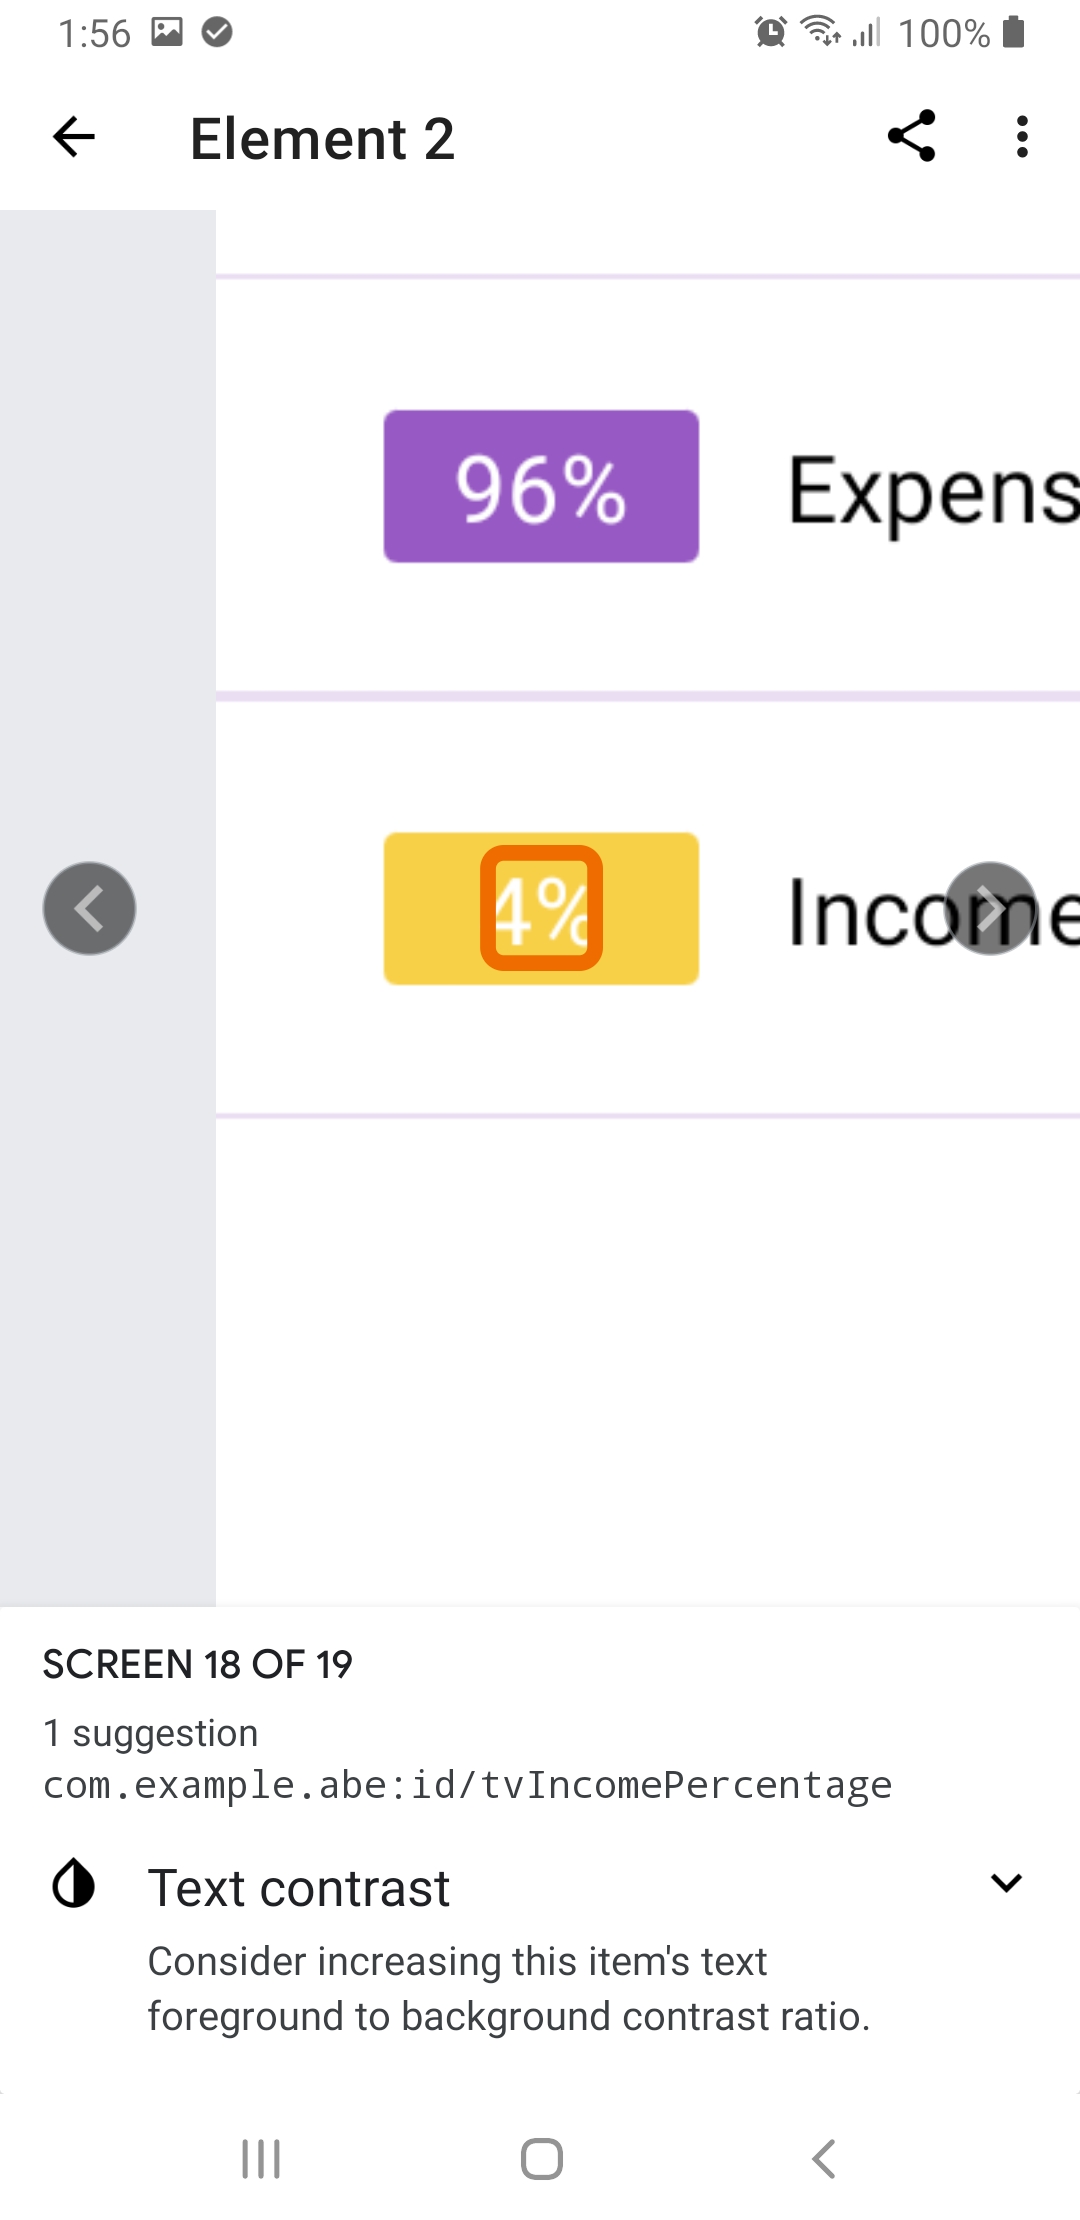 1:56 100%
Element 2
96% Expens
4% Income
SCREEN 18 OF 19
1 suggestion
com.example.abe:id/tvIncomePercentage
Text contrast
Consider increasing this item's text
foreground to background contrast ratio.